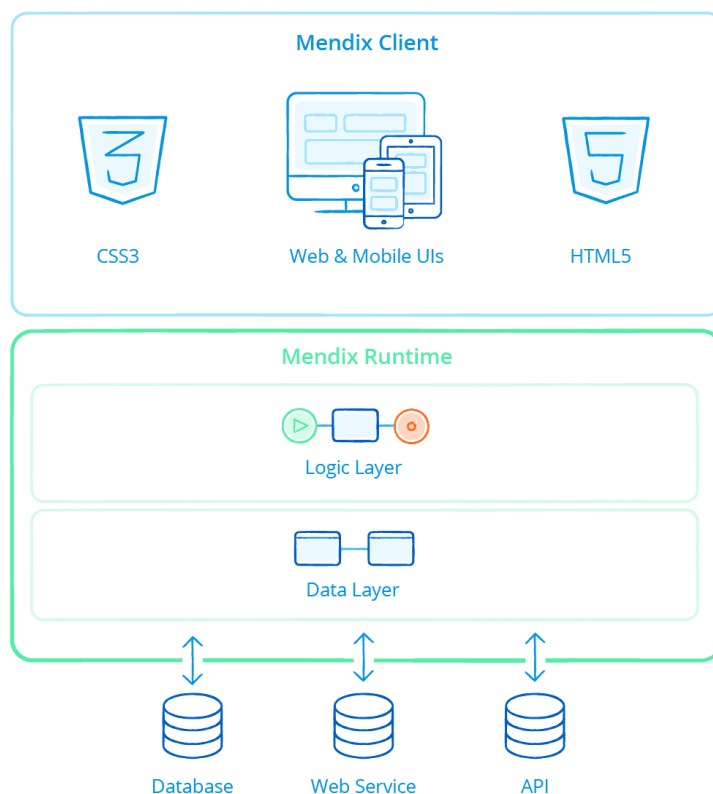 Mendix Client
CSS3
Web & Mobile UIs
HTML5
Mendix Runtime
Logic Layer
Data Layer
Database
Web Service
API